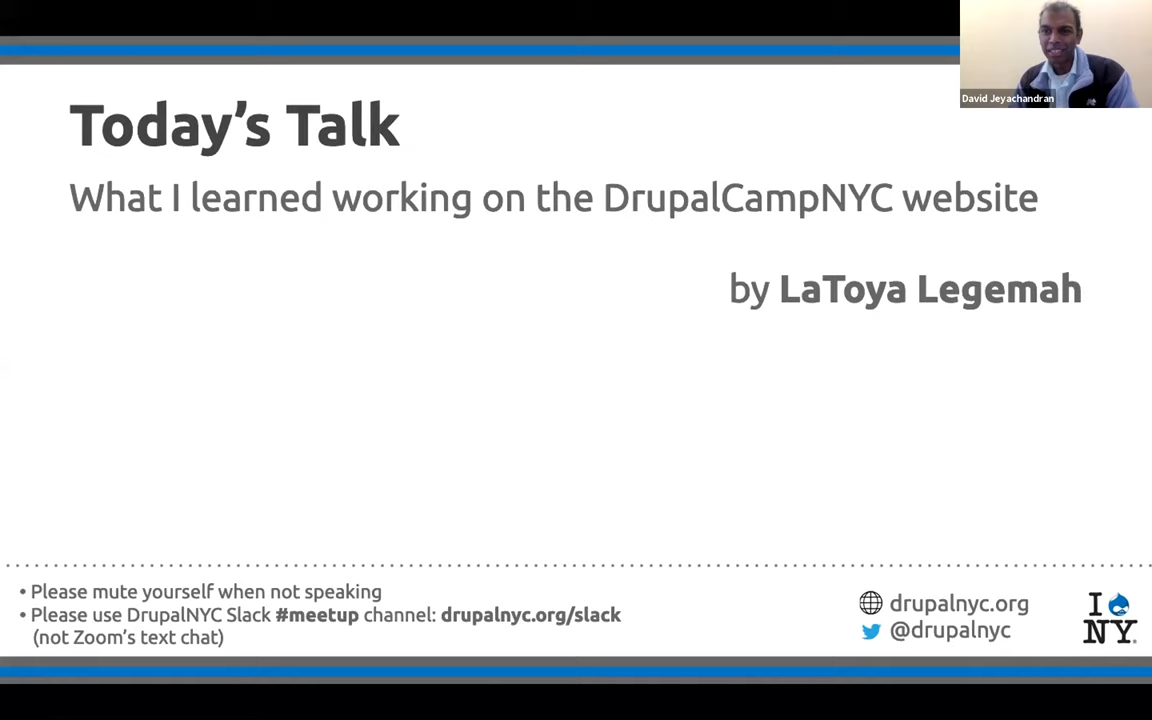 David Jeyachandran
Today's Talk
What I learned working on the DrupalCampNYC website
by LaToya Legemah
• Please mute yourself when not speaking
• Please use DrupalNYC Slack #meetup channel: drupalnyc.org/slack
(not Zoom's text chat)
drupalnyc.org
@drupalnyc
I
NY